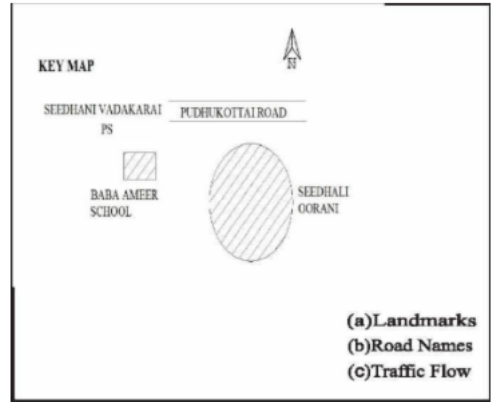 N
KEY MAP
SEEDHANI VADAKARAI
PS
PUDHUKOTTAI ROAD
BABA AMEER
SCHOOL
SEEDHALI
OORANI
(a)Landmarks
(b)Road Names
(c)Traffic Flow